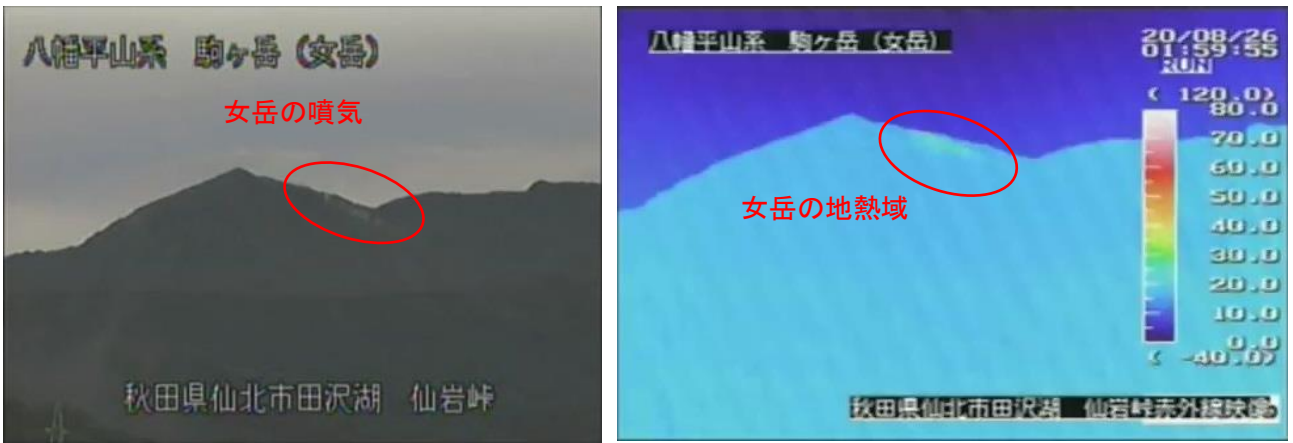 八幡平山系 駒ヶ岳（女岳）
女岳の噴気
秋田県仙北市田沢湖 仙岩峠
八幡平山系 駒ヶ岳（女岳）
20/08/26
01:59:55
RUN
( 120.0)
80.0
70.0
60.0
50.0
40.0
30.0
20.0
10.0
0.0
( -40.0)
女岳の地熱域
秋田県仙北市田沢湖 仙岩峠赤外線映像